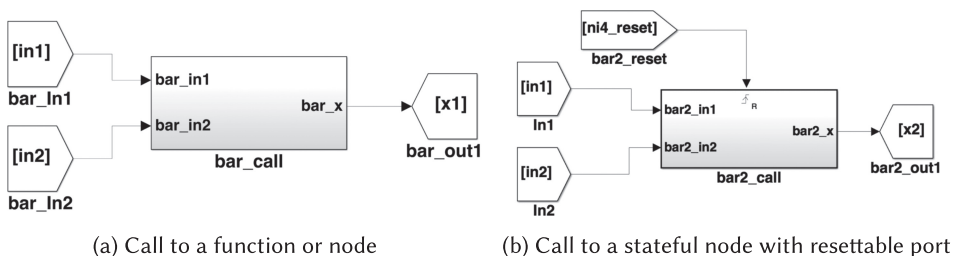 [in1]
bar_In1
[in2]
bar_In2
bar_in1
bar_in2
bar_x
bar_call
[x1]
bar_out1
(a) Call to a function or node
[ni4_reset]
bar2_reset
[in1]
In1
[in2]
In2
R
bar2_in1
bar2_in2
bar2_x
bar2_call
[x2]
bar2_out1
(b) Call to a stateful node with resettable port